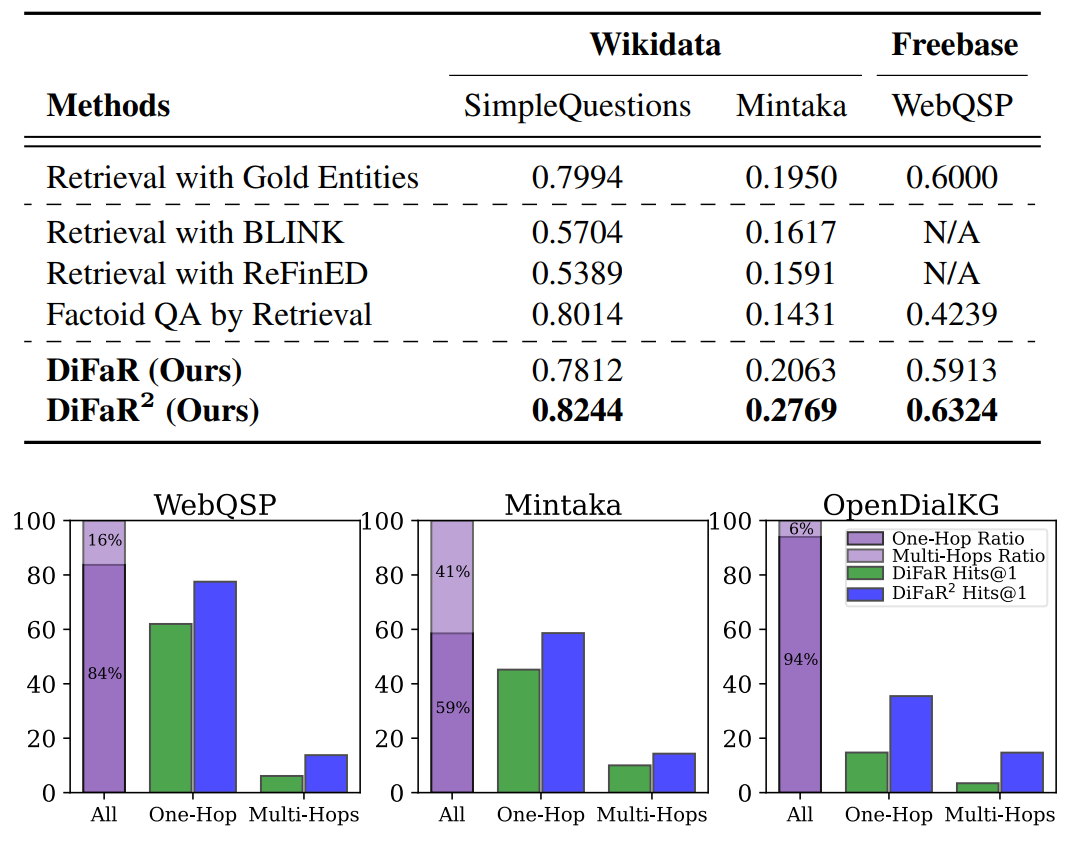 Wikidata Freebase
Methods SimpleQuestions Mintaka WebQSP
Retrieval with Gold Entities 0.7994 0.1950 0.6000
Retrieval with BLINK 0.5704 0.1617 N/A
Retrieval with ReFinED 0.5389 0.1591 N/A
Factoid QA by Retrieval 0.8014 0.1431 0.4239
DiFaR (Ours) 0.7812 0.2063 0.5913
DiFaR² (Ours) 0.8244 0.2769 0.6324
WebQSP
100
80
60
40
20
0
16%
84%
All One-Hop Multi-Hops
Mintaka
100
80
60
40
20
0
41%
59%
All One-Hop Multi-Hops
OpenDialKG
100
80
60
40
20
0
6%
94%
One-Hop Ratio
Multi-Hops Ratio
DiFaR Hits@1
DiFaR² Hits@1
All One-Hop Multi-Hops